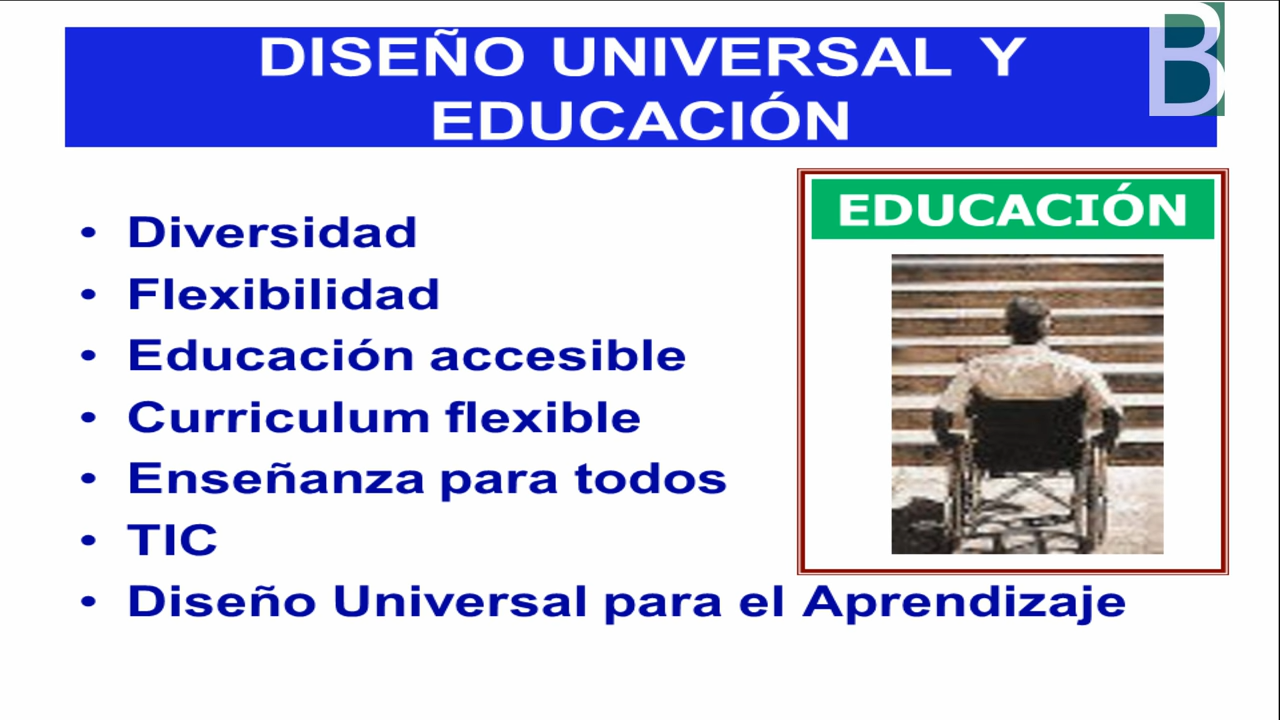 DISEÑO UNIVERSAL Y
EDUCACIÓN
B
EDUCACIÓN
• Diversidad
• Flexibilidad
• Educación accesible
• Curriculum flexible
• Enseñanza para todos
• TIC
• Diseño Universal para el Aprendizaje